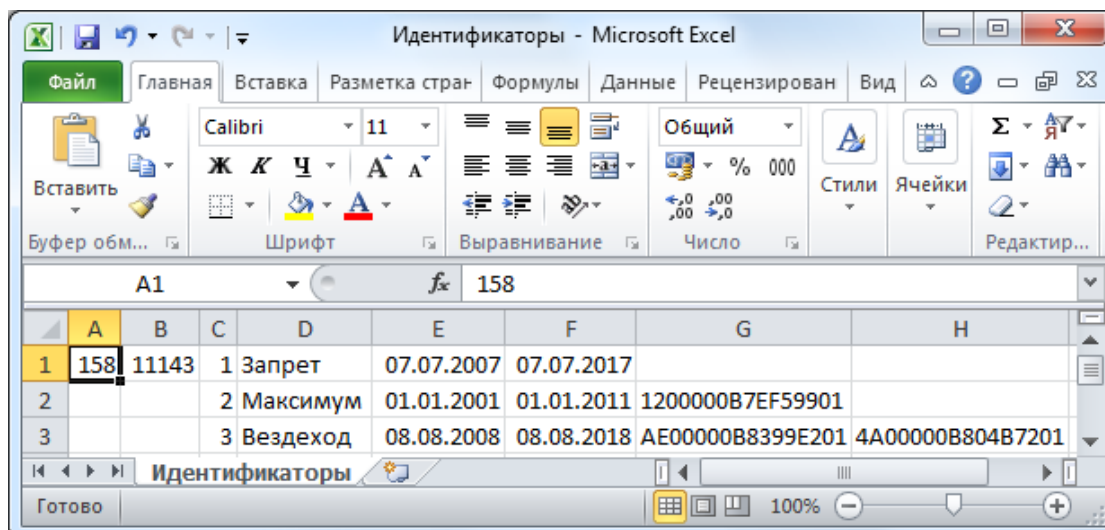 Идентификаторы - Microsoft Excel
Файл Главная Вставка Разметка стран Формулы Данные Рецензирован Вид
Calibri 11 Общий
Ж К Ч A A % 000
Вставить Стили Ячейки
Буфер обм... Шрифт Выравнивание Число Редактир...
A1 fx 158
A B C D E F G H
1 158 11143 1 Запрет 07.07.2007 07.07.2017
2 2 Максимум 01.01.2001 01.01.2011 1200000B7EF59901
3 3 Вездеход 08.08.2008 08.08.2018 AE00000B8399E201 4A00000B804B7201
Идентификаторы
Готово 100%